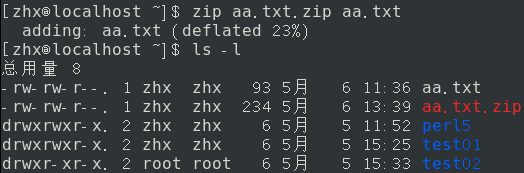 [zhx@localhost ~]$ zip aa.txt.zip aa.txt
  adding: aa.txt (deflated 23%)
[zhx@localhost ~]$ ls -l
总用量 8
-rw-rw-r--. 1 zhx  zhx   93 5月   6 11:36 aa.txt
-rw-rw-r--. 1 zhx  zhx  234 5月   6 13:39 aa.txt.zip
drwxrwxr-x. 2 zhx  zhx    6 5月   5 11:52 perl5
drwxrwxr-x. 2 zhx  zhx    6 5月   5 15:25 test01
drwxrwxr-x. 2 root root   6 5月   5 15:33 test02